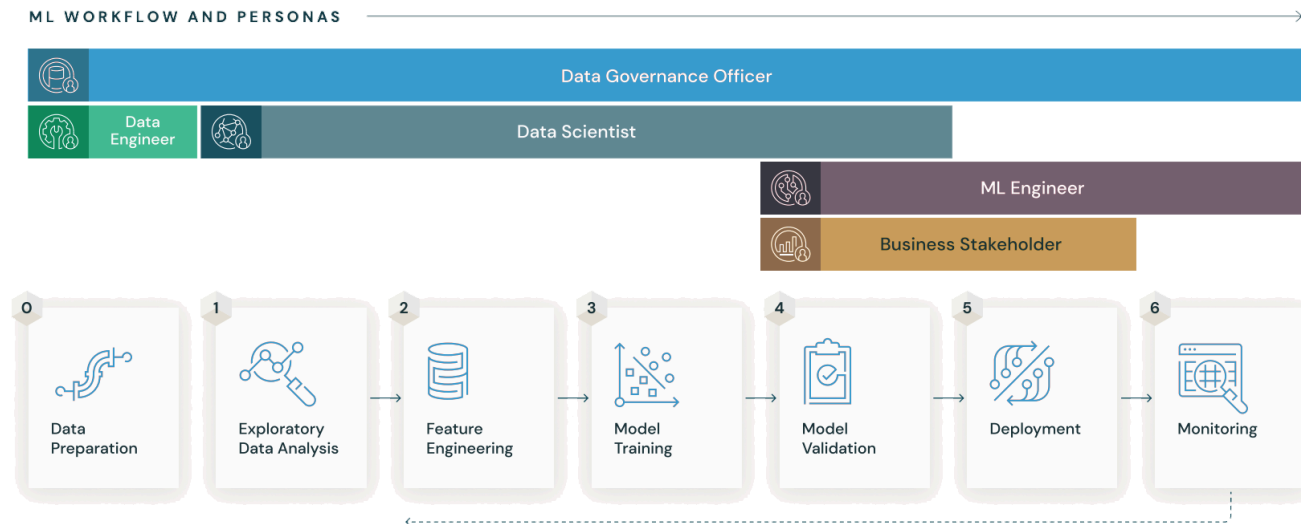 ML WORKFLOW AND PERSONAS
Data Governance Officer
Data
Engineer
Data Scientist
ML Engineer
Business Stakeholder
0
1
2
3
4
5
6
Data
Preparation
Exploratory
Data Analysis
Feature
Engineering
Model
Training
Model
Validation
Deployment
Monitoring